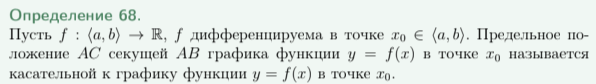 Определение 68.
Пусть f : ⟨a, b⟩ → ℝ, f дифференцируема в точке x₀ ∈ ⟨a, b⟩. Предельное по-
ложение AC секущей AB графика функции y = f(x) в точке x₀ называется
касательной к графику функции y = f(x) в точке x₀.